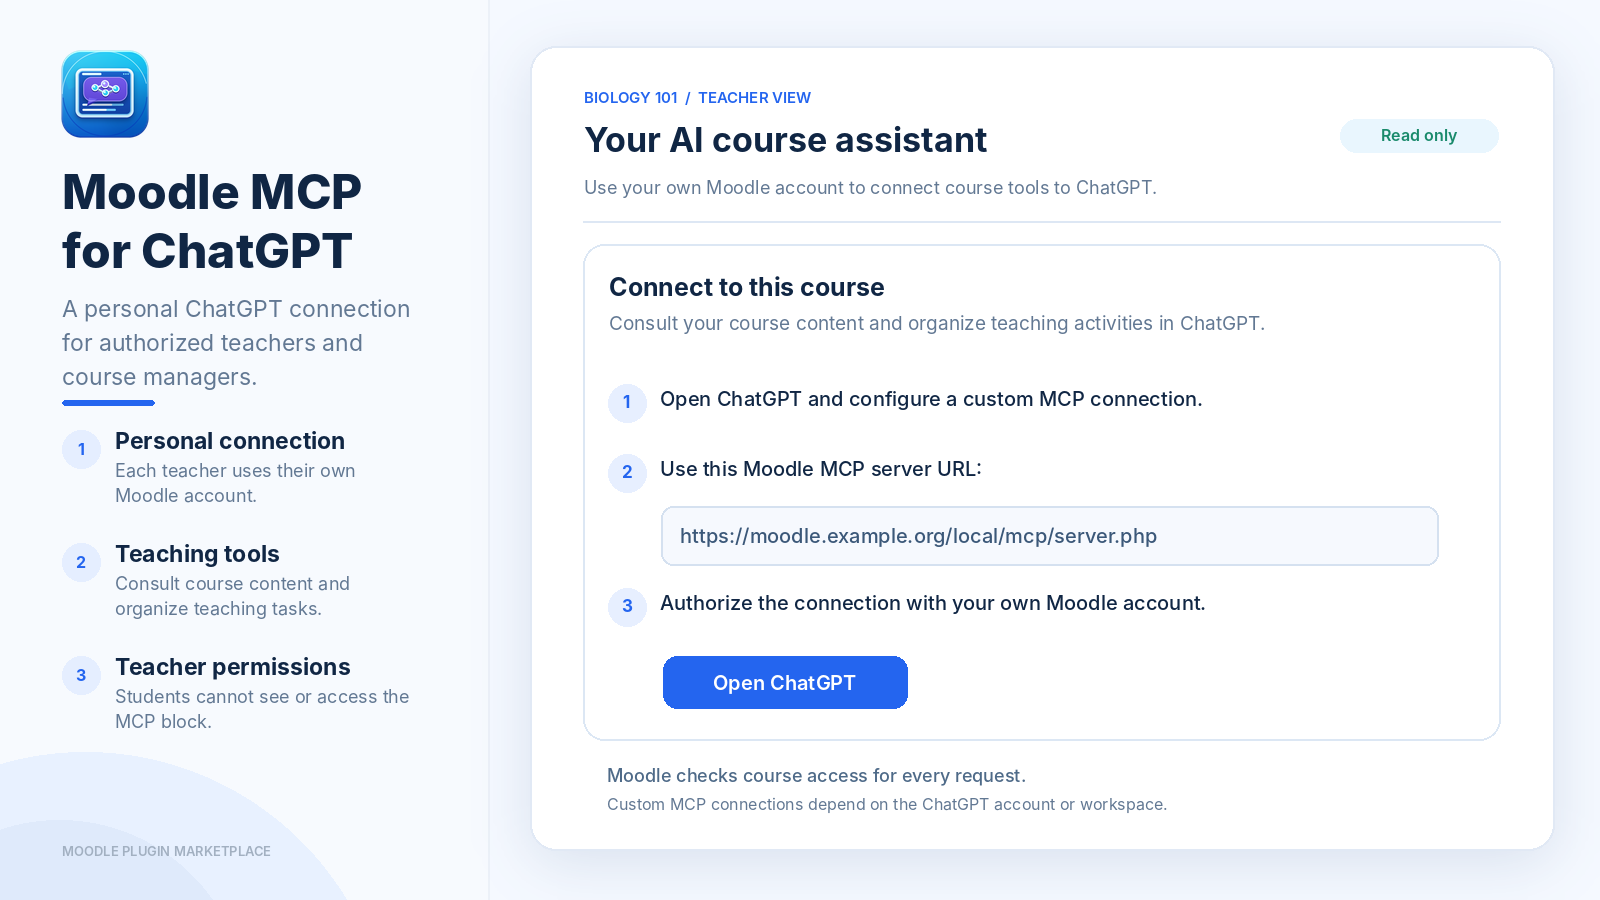 Moodle MCP
for ChatGPT
A personal ChatGPT connection
for authorized teachers and
course managers.
1
Personal connection
Each teacher uses their own
Moodle account.
2
Teaching tools
Consult course content and
organize teaching tasks.
3
Teacher permissions
Students cannot see or access the
MCP block.
MOODLE PLUGIN MARKETPLACE
BIOLOGY 101 / TEACHER VIEW
Your AI course assistant
Read only
Use your own Moodle account to connect course tools to ChatGPT.
Connect to this course
Consult your course content and organize teaching activities in ChatGPT.
1 Open ChatGPT and configure a custom MCP connection.
2 Use this Moodle MCP server URL:
https://moodle.example.org/local/mcp/server.php
3 Authorize the connection with your own Moodle account.
Open ChatGPT
Moodle checks course access for every request.
Custom MCP connections depend on the ChatGPT account or workspace.